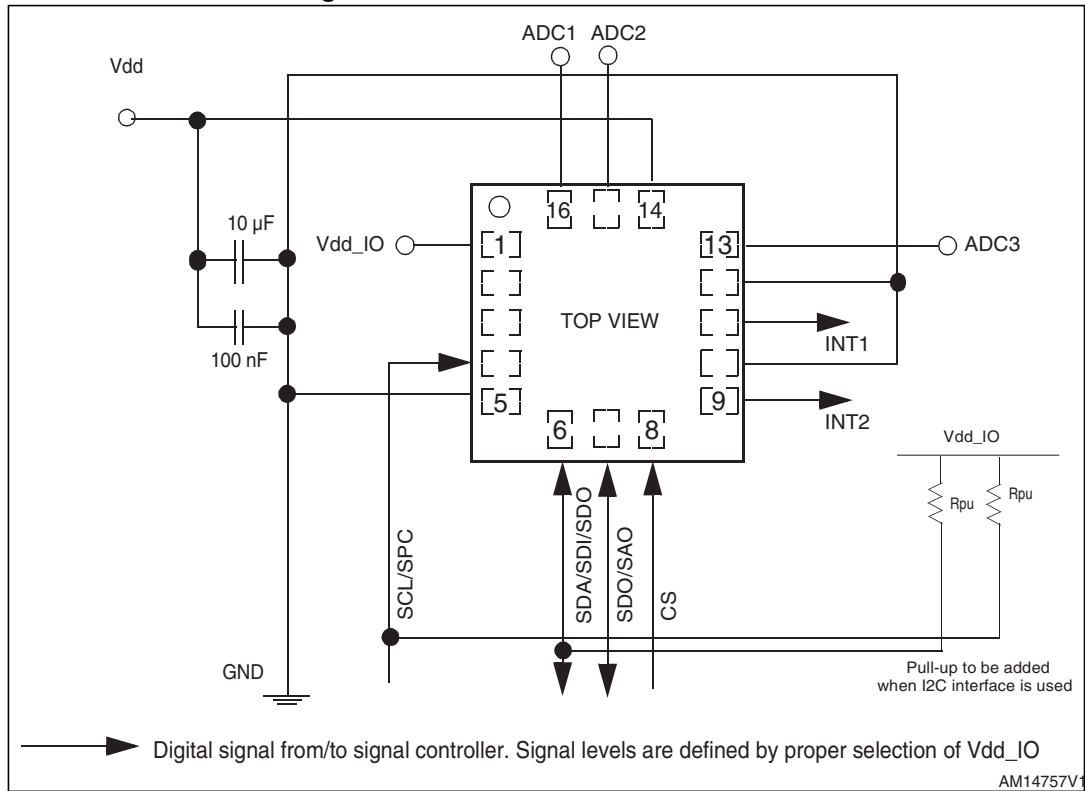 ADC1 ADC2
Vdd
16 14
10 µF
Vdd_IO
1
13
ADC3
TOP VIEW
INT1
100 nF
5
9
6 8
INT2
Vdd_IO
Rpu
Rpu
SCL/SPC
SDA/SDI/SDO
SDO/SAO
CS
GND
Pull-up to be added
when I2C interface is used
Digital signal from/to signal controller. Signal levels are defined by proper selection of Vdd_IO
AM14757V1